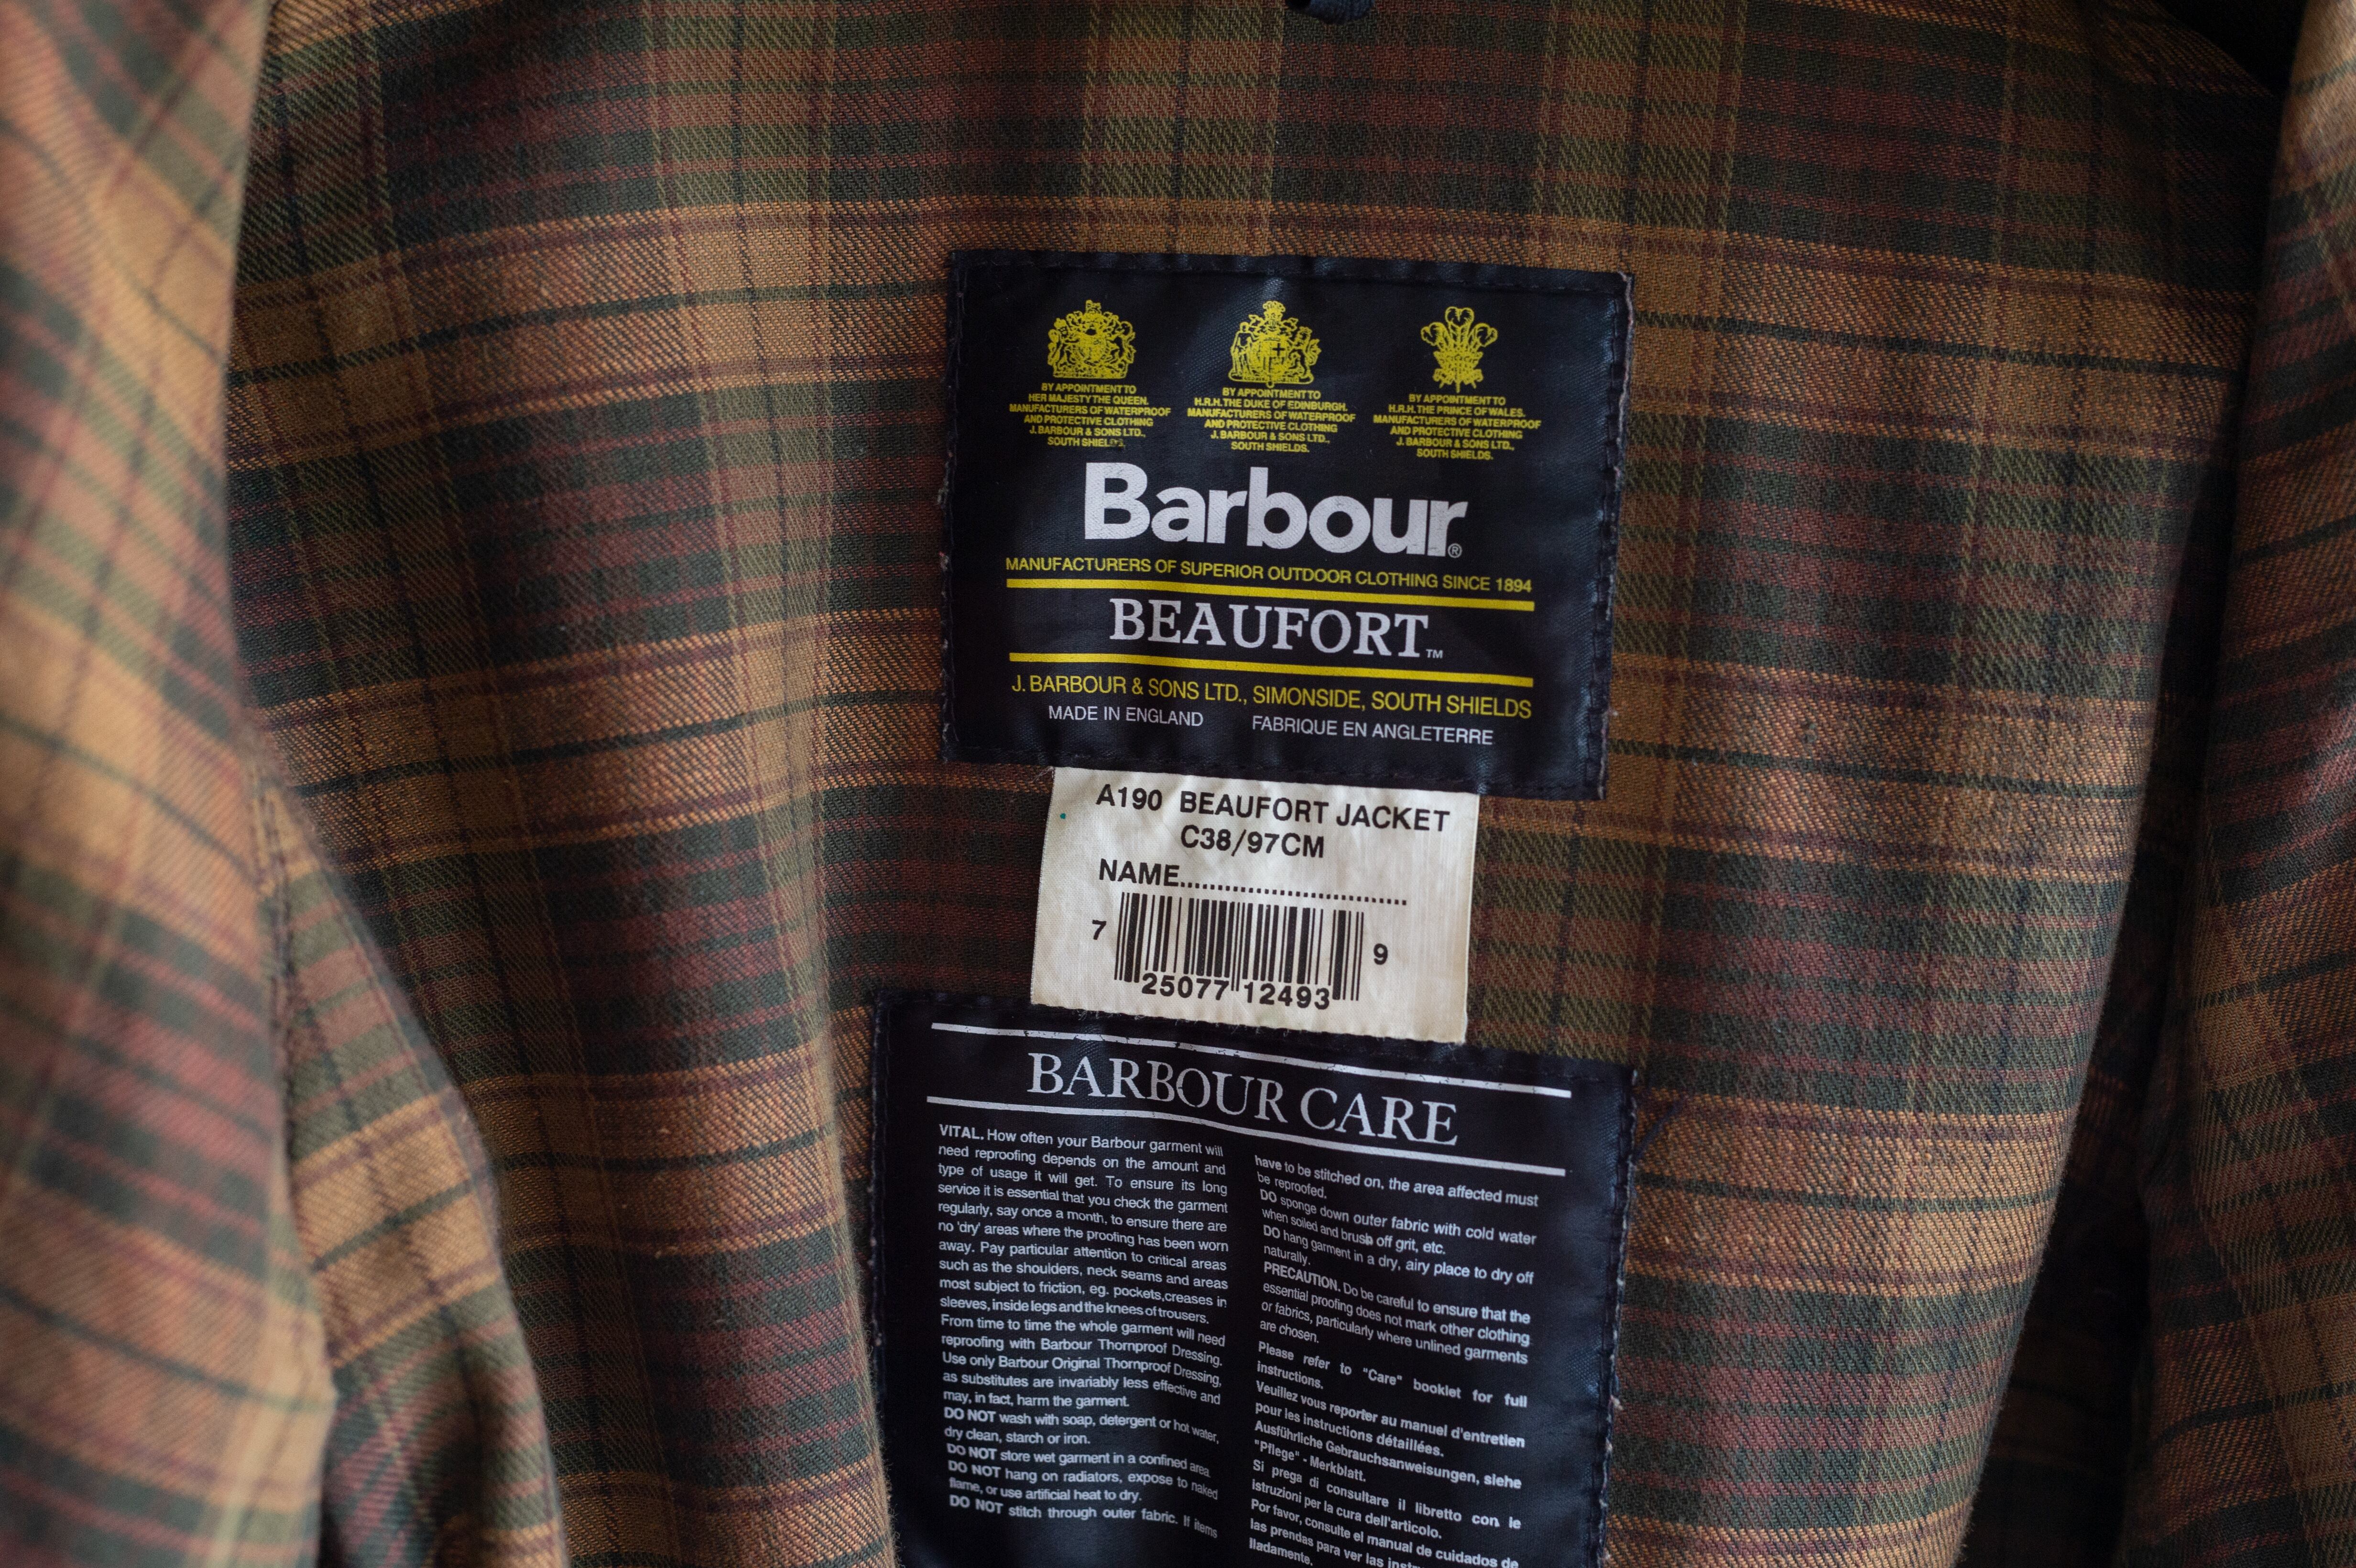 BY APPOINTMENT TO
HER MAJESTY THE QUEEN.
MANUFACTURERS OF WATERPROOF
AND PROTECTIVE CLOTHING
J. BARBOUR & SONS LTD.,
SOUTH SHIELDS.
BY APPOINTMENT TO
H.R.H. THE DUKE OF EDINBURGH.
MANUFACTURERS OF WATERPROOF
AND PROTECTIVE CLOTHING
J. BARBOUR & SONS LTD.,
SOUTH SHIELDS.
BY APPOINTMENT TO
H.R.H. THE PRINCE OF WALES.
MANUFACTURERS OF WATERPROOF
AND PROTECTIVE CLOTHING
J. BARBOUR & SONS LTD.,
SOUTH SHIELDS.
Barbour®
MANUFACTURERS OF SUPERIOR OUTDOOR CLOTHING SINCE 1894
BEAUFORT™
J. BARBOUR & SONS LTD., SIMONSIDE, SOUTH SHIELDS
MADE IN ENGLAND FABRIQUE EN ANGLETERRE
A190 BEAUFORT JACKET
C38/97CM
NAME..............................
7 25077 12493 9
BARBOUR CARE
VITAL. How often your Barbour garment will
need reproofing depends on the amount and
type of usage it will get. To ensure its long
service it is essential that you check the garment
regularly, say once a month, to ensure there are
no 'dry' areas where the proofing has been worn
away. Pay particular attention to critical areas
such as the shoulders, neck seams and areas
most subject to friction, eg. pockets,creases in
sleeves, inside legs and the knees of trousers.
From time to time the whole garment will need
reproofing with Barbour Thornproof Dressing.
Use only Barbour Original Thornproof Dressing,
as substitutes are invariably less effective and
may, in fact, harm the garment.
DO NOT wash with soap, detergent or hot water,
dry clean, starch or iron.
DO NOT store wet garment in a confined area.
DO NOT hang on radiators, expose to naked
flame, or use artificial heat to dry.
DO NOT stitch through outer fabric. If items
have to be stitched on, the area affected must
be reproofed.
DO sponge down outer fabric with cold water
when soiled and brush off grit, etc.
DO hang garment in a dry, airy place to dry off
naturally.
PRECAUTION. Do be careful to ensure that the
essential proofing does not mark other clothing
or fabrics, particularly where unlined garments
are chosen.
Please refer to "Care" booklet for full
instructions.
Veuillez vous reporter au manuel d'entretien
pour les instructions détaillées.
Ausführliche Gebrauchsanweisungen, siehe
"Pflege" - Merkblatt.
Si prega di consultare il libretto con le
istruzioni per la cura dell'articolo.
Por favor, consulte el manual de cuidados de
las prendas para ver las
lladamente.